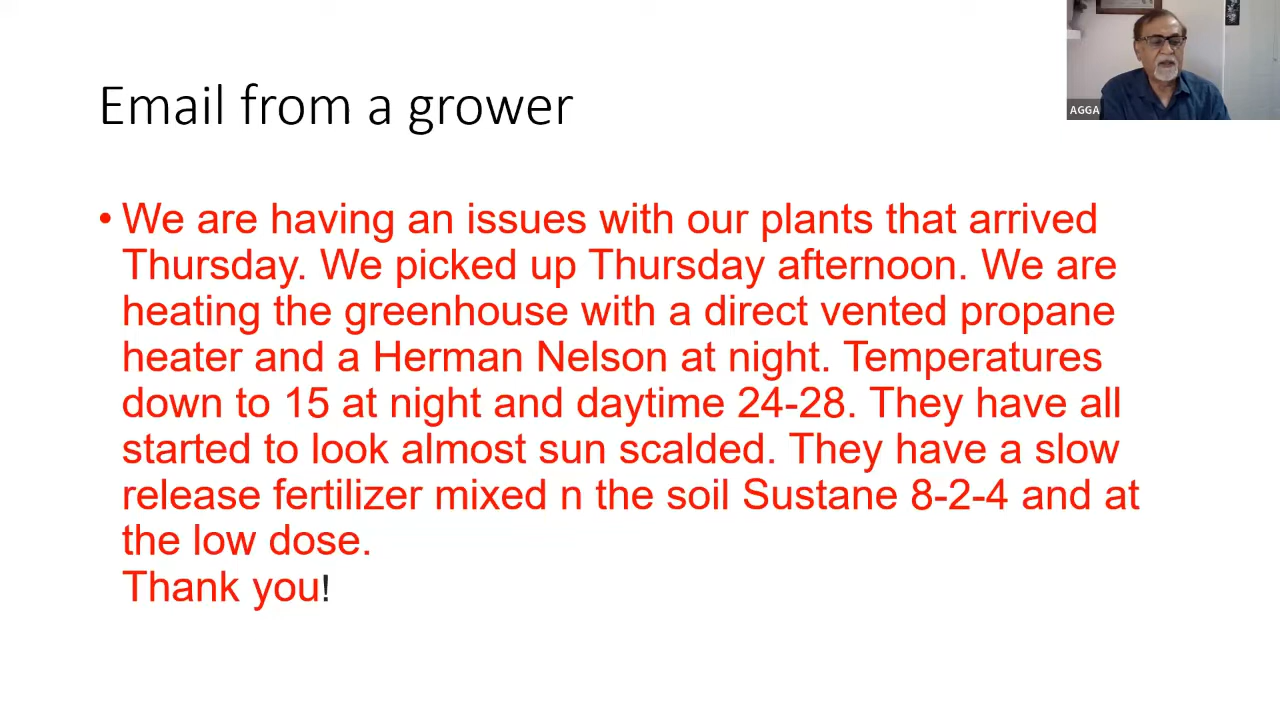 AGGA
Email from a grower
• We are having an issues with our plants that arrived
Thursday. We picked up Thursday afternoon. We are
heating the greenhouse with a direct vented propane
heater and a Herman Nelson at night. Temperatures
down to 15 at night and daytime 24-28. They have all
started to look almost sun scalded. They have a slow
release fertilizer mixed n the soil Sustane 8-2-4 and at
the low dose.
Thank you!